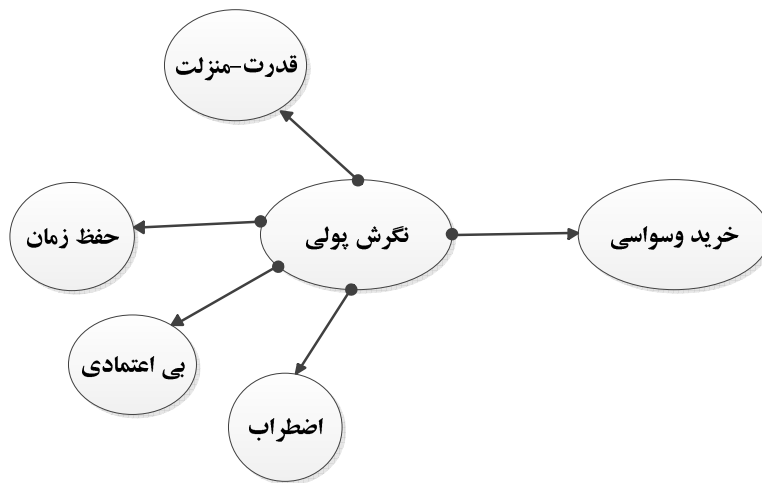 قدرت-منزلت
حفظ زمان
نگرش پولی
خرید وسواسی
بی اعتمادی
اضطراب